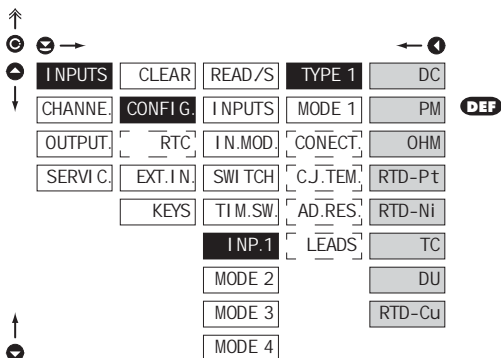 INPUTS CLEAR READ/S TYPE 1 DC
CHANNE. CONFIG. INPUTS MODE 1 PM DEF
OUTPUT. RTC IN.MOD. CONECT. OHM
SERVIC. EXT.IN. SWITCH C.J.TEM. RTD-Pt
KEYS TIM.SW. AD.RES. RTD-Ni
INP.1 LEADS TC
MODE 2 DU
MODE 3 RTD-Cu
MODE 4